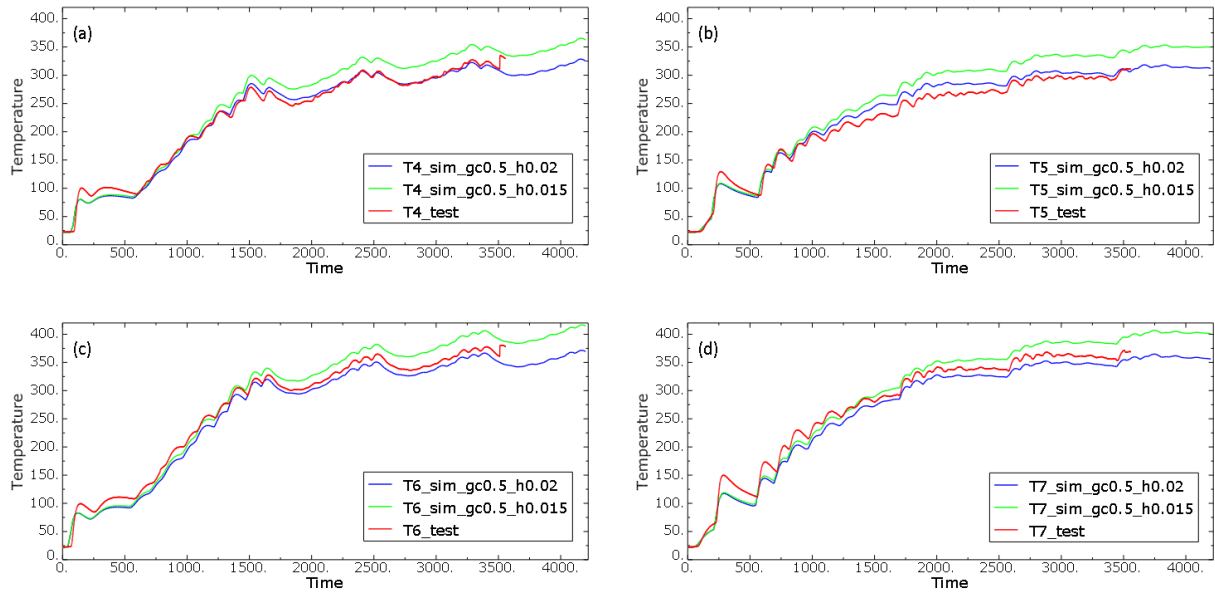 (a)
Temperature
400.
350.
300.
250.
200.
150.
100.
50.
0.
T4_sim_gc0.5_h0.02
T4_sim_gc0.5_h0.015
T4_test
0. 500. 1000. 1500. 2000. 2500. 3000. 3500. 4000.
Time
(b)
Temperature
400.
350.
300.
250.
200.
150.
100.
50.
0.
T5_sim_gc0.5_h0.02
T5_sim_gc0.5_h0.015
T5_test
0. 500. 1000. 1500. 2000. 2500. 3000. 3500. 4000.
Time
(c)
Temperature
400.
350.
300.
250.
200.
150.
100.
50.
0.
T6_sim_gc0.5_h0.02
T6_sim_gc0.5_h0.015
T6_test
0. 500. 1000. 1500. 2000. 2500. 3000. 3500. 4000.
Time
(d)
Temperature
400.
350.
300.
250.
200.
150.
100.
50.
0.
T7_sim_gc0.5_h0.02
T7_sim_gc0.5_h0.015
T7_test
0. 500. 1000. 1500. 2000. 2500. 3000. 3500. 4000.
Time